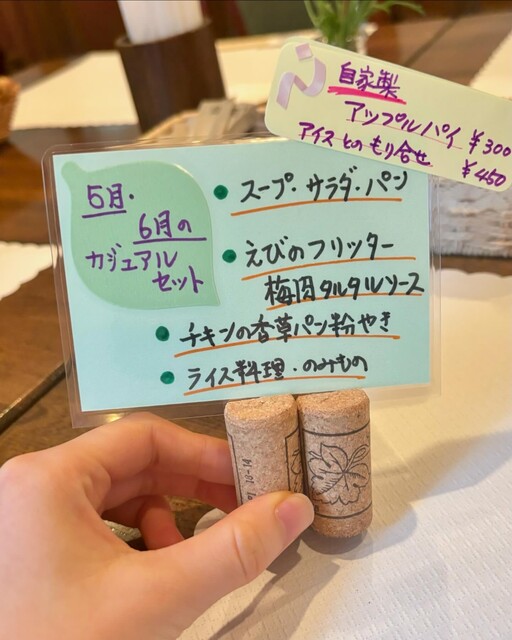 自家製
アップルパイ ¥300
アイスとのもり合せ ¥450
5月・
6月の
カジュアル
セット
スープ・サラダ・パン
えびのフリッター
梅肉タルタルソース
チキンの香草パン粉やき
ライス料理・のみもの